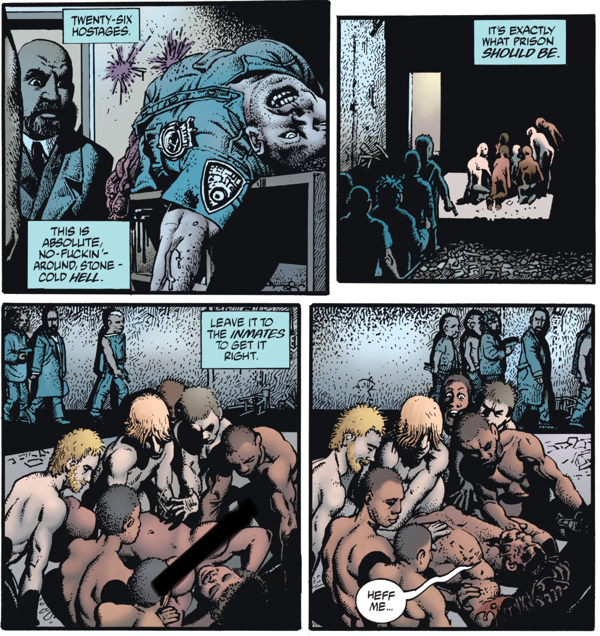 TWENTY-SIX
HOSTAGES.
THIS IS
ABSOLUTE,
NO-FUCKIN'-
AROUND, STONE-
COLD HELL.
IT'S EXACTLY
WHAT PRISON
SHOULD BE.
LEAVE IT TO
THE INMATES
TO GET IT
RIGHT.
HEFF
ME...